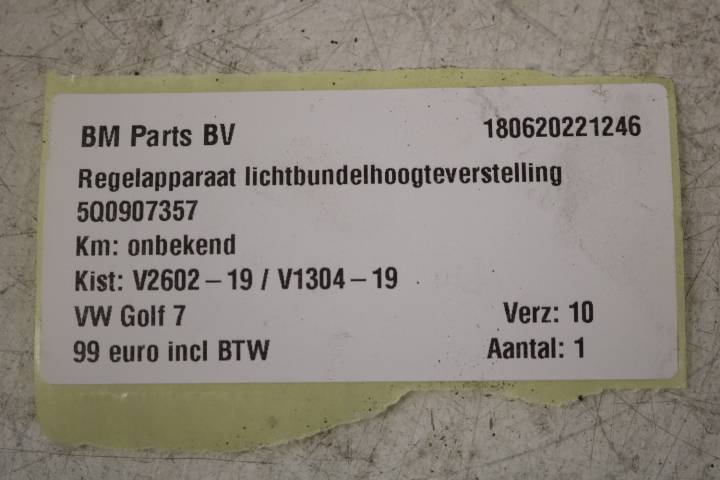 BM Parts BV 180620221246
Regelapparaat lichtbundelhoogteverstelling
5Q0907357
Km: onbekend
Kist: V2602-19 / V1304-19
VW Golf 7 Verz: 10
99 euro incl BTW Aantal: 1